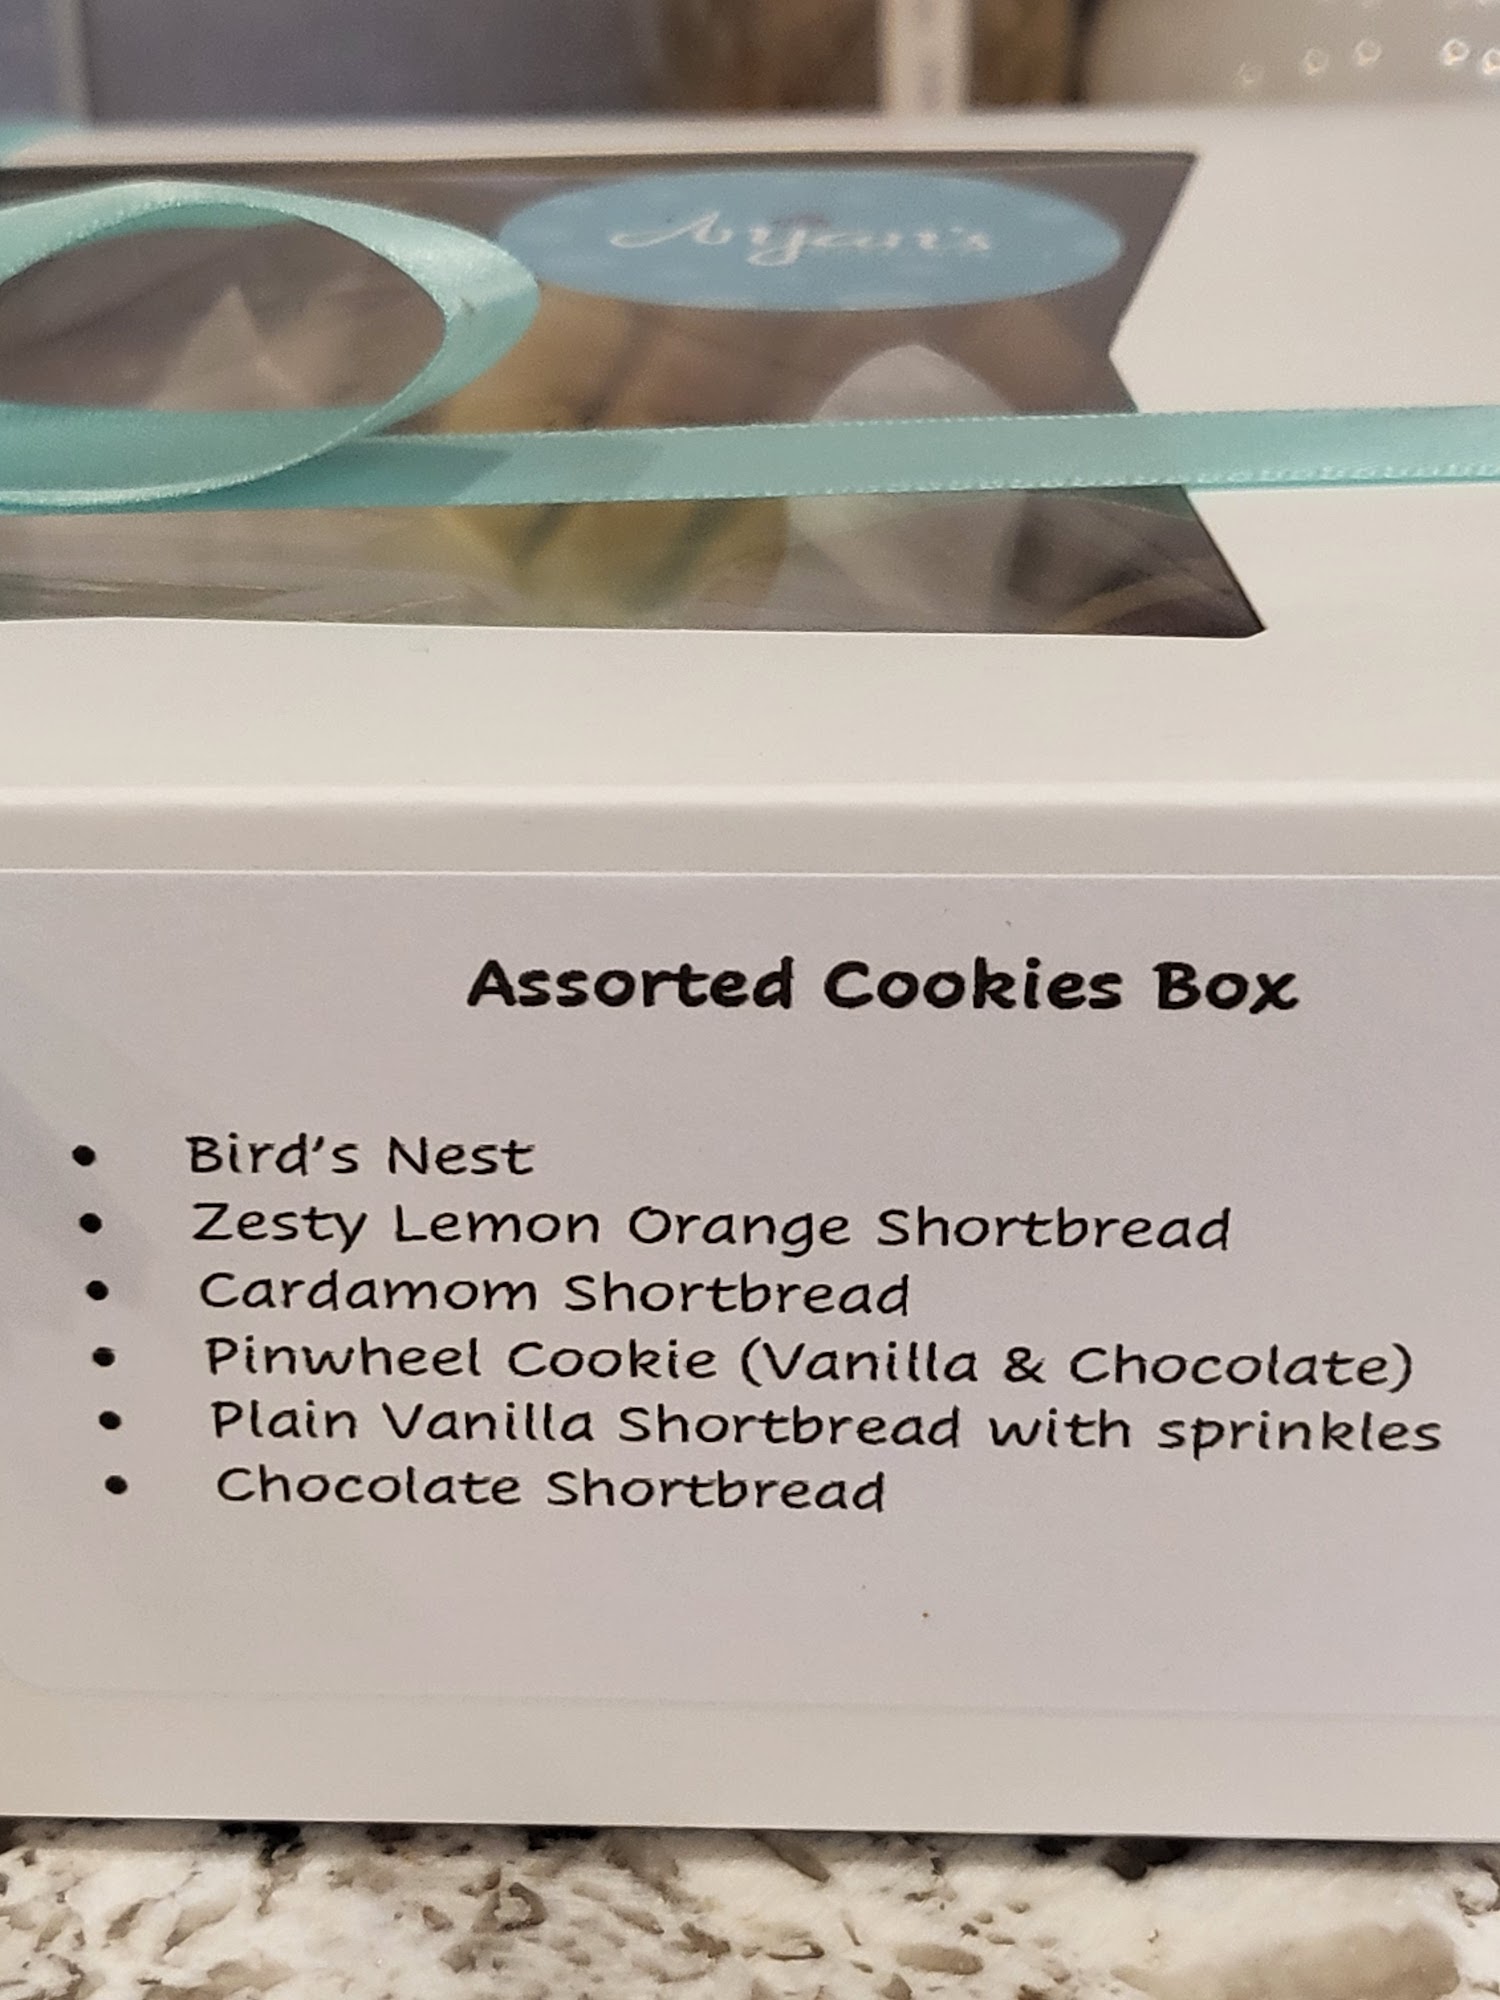 Aryan's
Assorted Cookies Box
• Bird's Nest
• Zesty Lemon Orange Shortbread
• Cardamom Shortbread
• Pinwheel Cookie (Vanilla & Chocolate)
• Plain Vanilla Shortbread with sprinkles
• Chocolate Shortbread